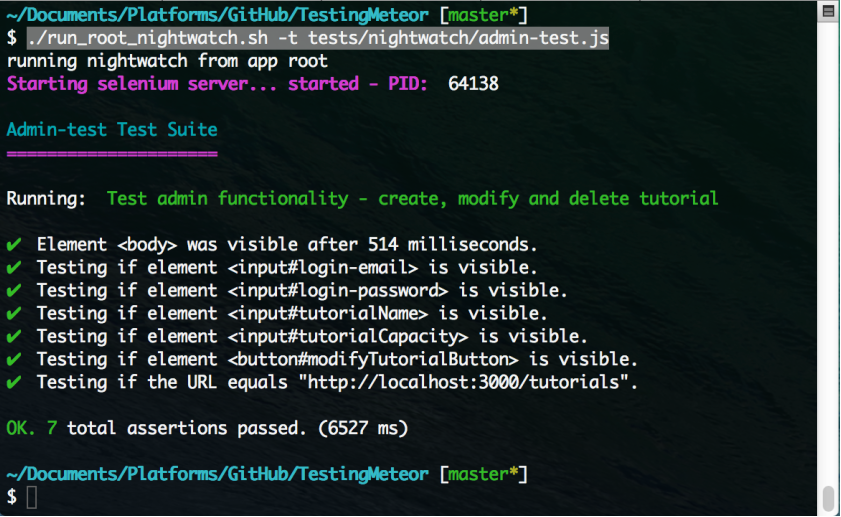 ~/Documents/Platforms/GitHub/TestingMeteor [master*]
$ ./run_root_nightwatch.sh -t tests/nightwatch/admin-test.js
running nightwatch from app root
Starting selenium server... started - PID:  64138
Admin-test Test Suite
=====================
Running:  Test admin functionality - create, modify and delete tutorial
✔ Element <body> was visible after 514 milliseconds.
✔ Testing if element <input#login-email> is visible.
✔ Testing if element <input#login-password> is visible.
✔ Testing if element <input#tutorialName> is visible.
✔ Testing if element <input#tutorialCapacity> is visible.
✔ Testing if element <button#modifyTutorialButton> is visible.
✔ Testing if the URL equals "http://localhost:3000/tutorials".
OK. 7 total assertions passed. (6527 ms)
~/Documents/Platforms/GitHub/TestingMeteor [master*]
$